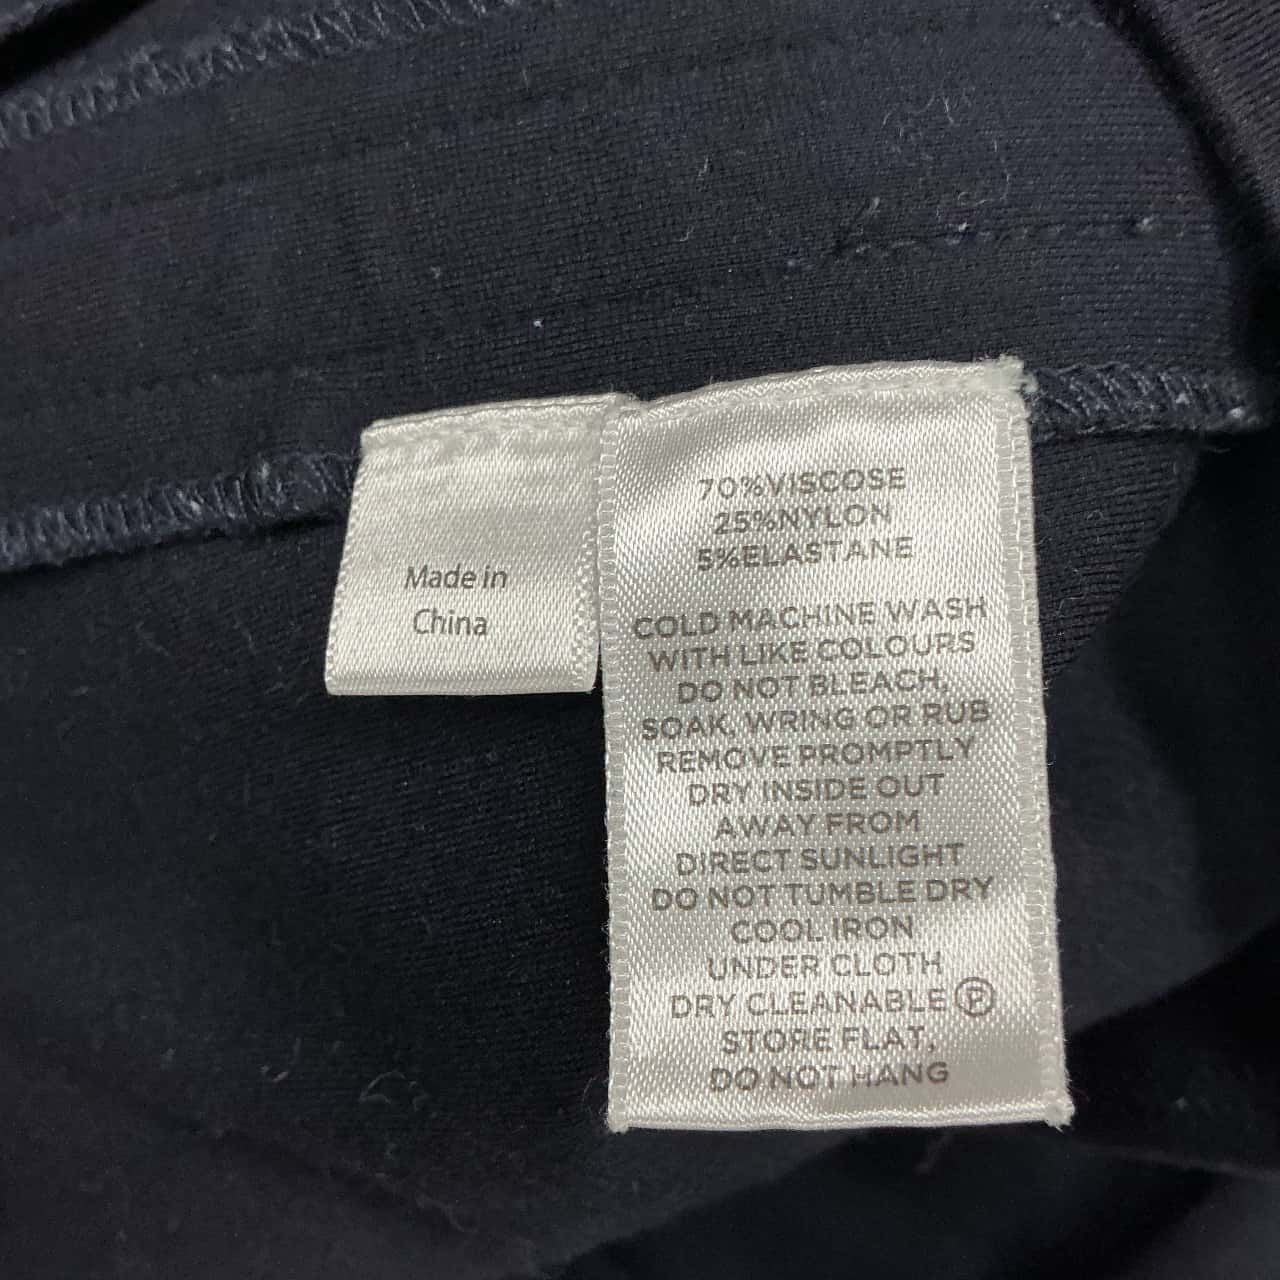 Made in
China
70%VISCOSE
25%NYLON
5%ELASTANE
COLD MACHINE WASH
WITH LIKE COLOURS
DO NOT BLEACH,
SOAK, WRING OR RUB
REMOVE PROMPTLY
DRY INSIDE OUT
AWAY FROM
DIRECT SUNLIGHT
DO NOT TUMBLE DRY
COOL IRON
UNDER CLOTH
DRY CLEANABLE Ⓟ
STORE FLAT,
DO NOT HANG